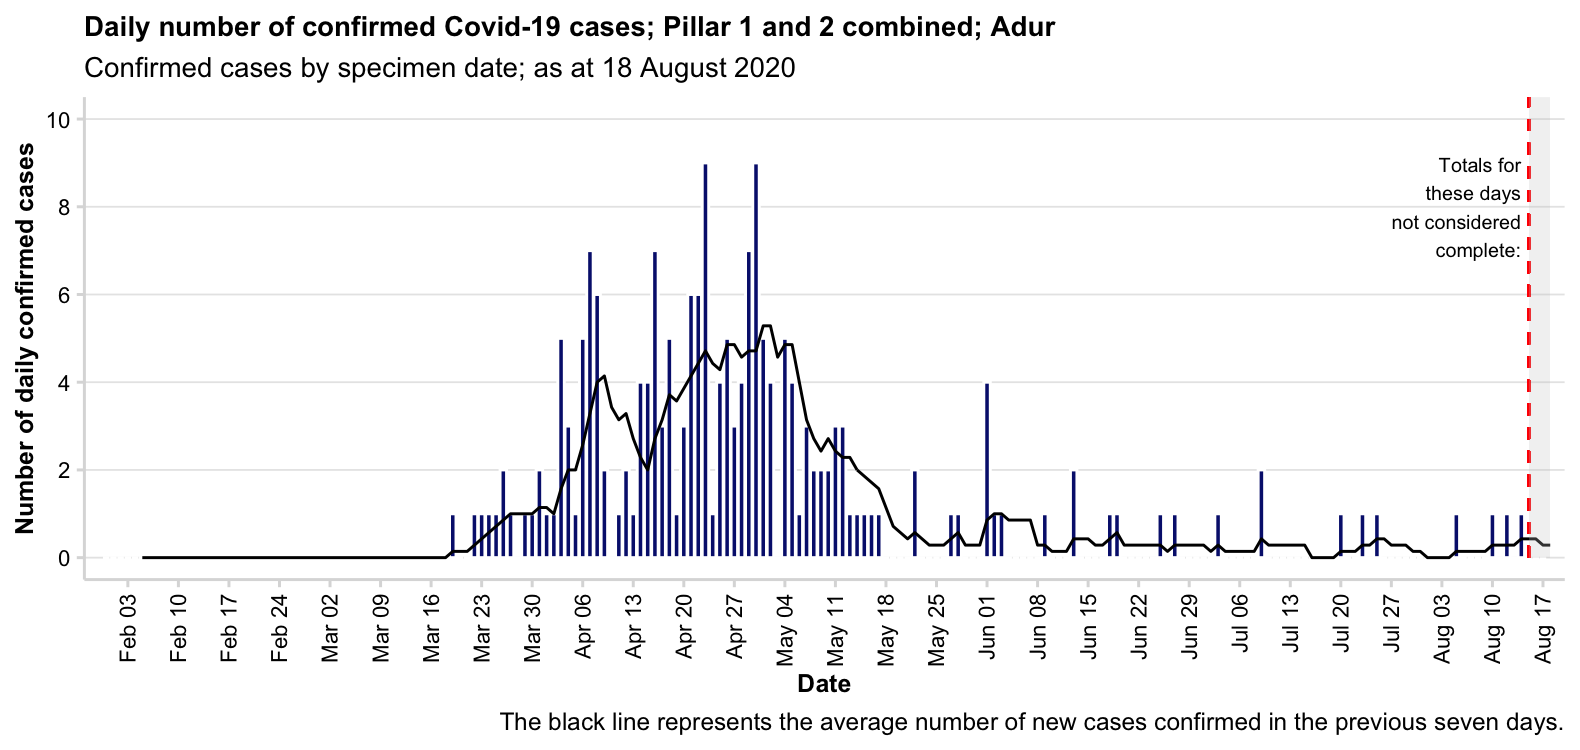 Daily number of confirmed Covid-19 cases; Pillar 1 and 2 combined; Adur
Confirmed cases by specimen date; as at 18 August 2020
Number of daily confirmed cases
10
8
6
4
2
0
Totals for
these days
not considered
complete:
Feb 03
Feb 10
Feb 17
Feb 24
Mar 02
Mar 09
Mar 16
Mar 23
Mar 30
Apr 06
Apr 13
Apr 20
Apr 27
May 04
May 11
May 18
May 25
Jun 01
Jun 08
Jun 15
Jun 22
Jun 29
Jul 06
Jul 13
Jul 20
Jul 27
Aug 03
Aug 10
Aug 17
Date
The black line represents the average number of new cases confirmed in the previous seven days.